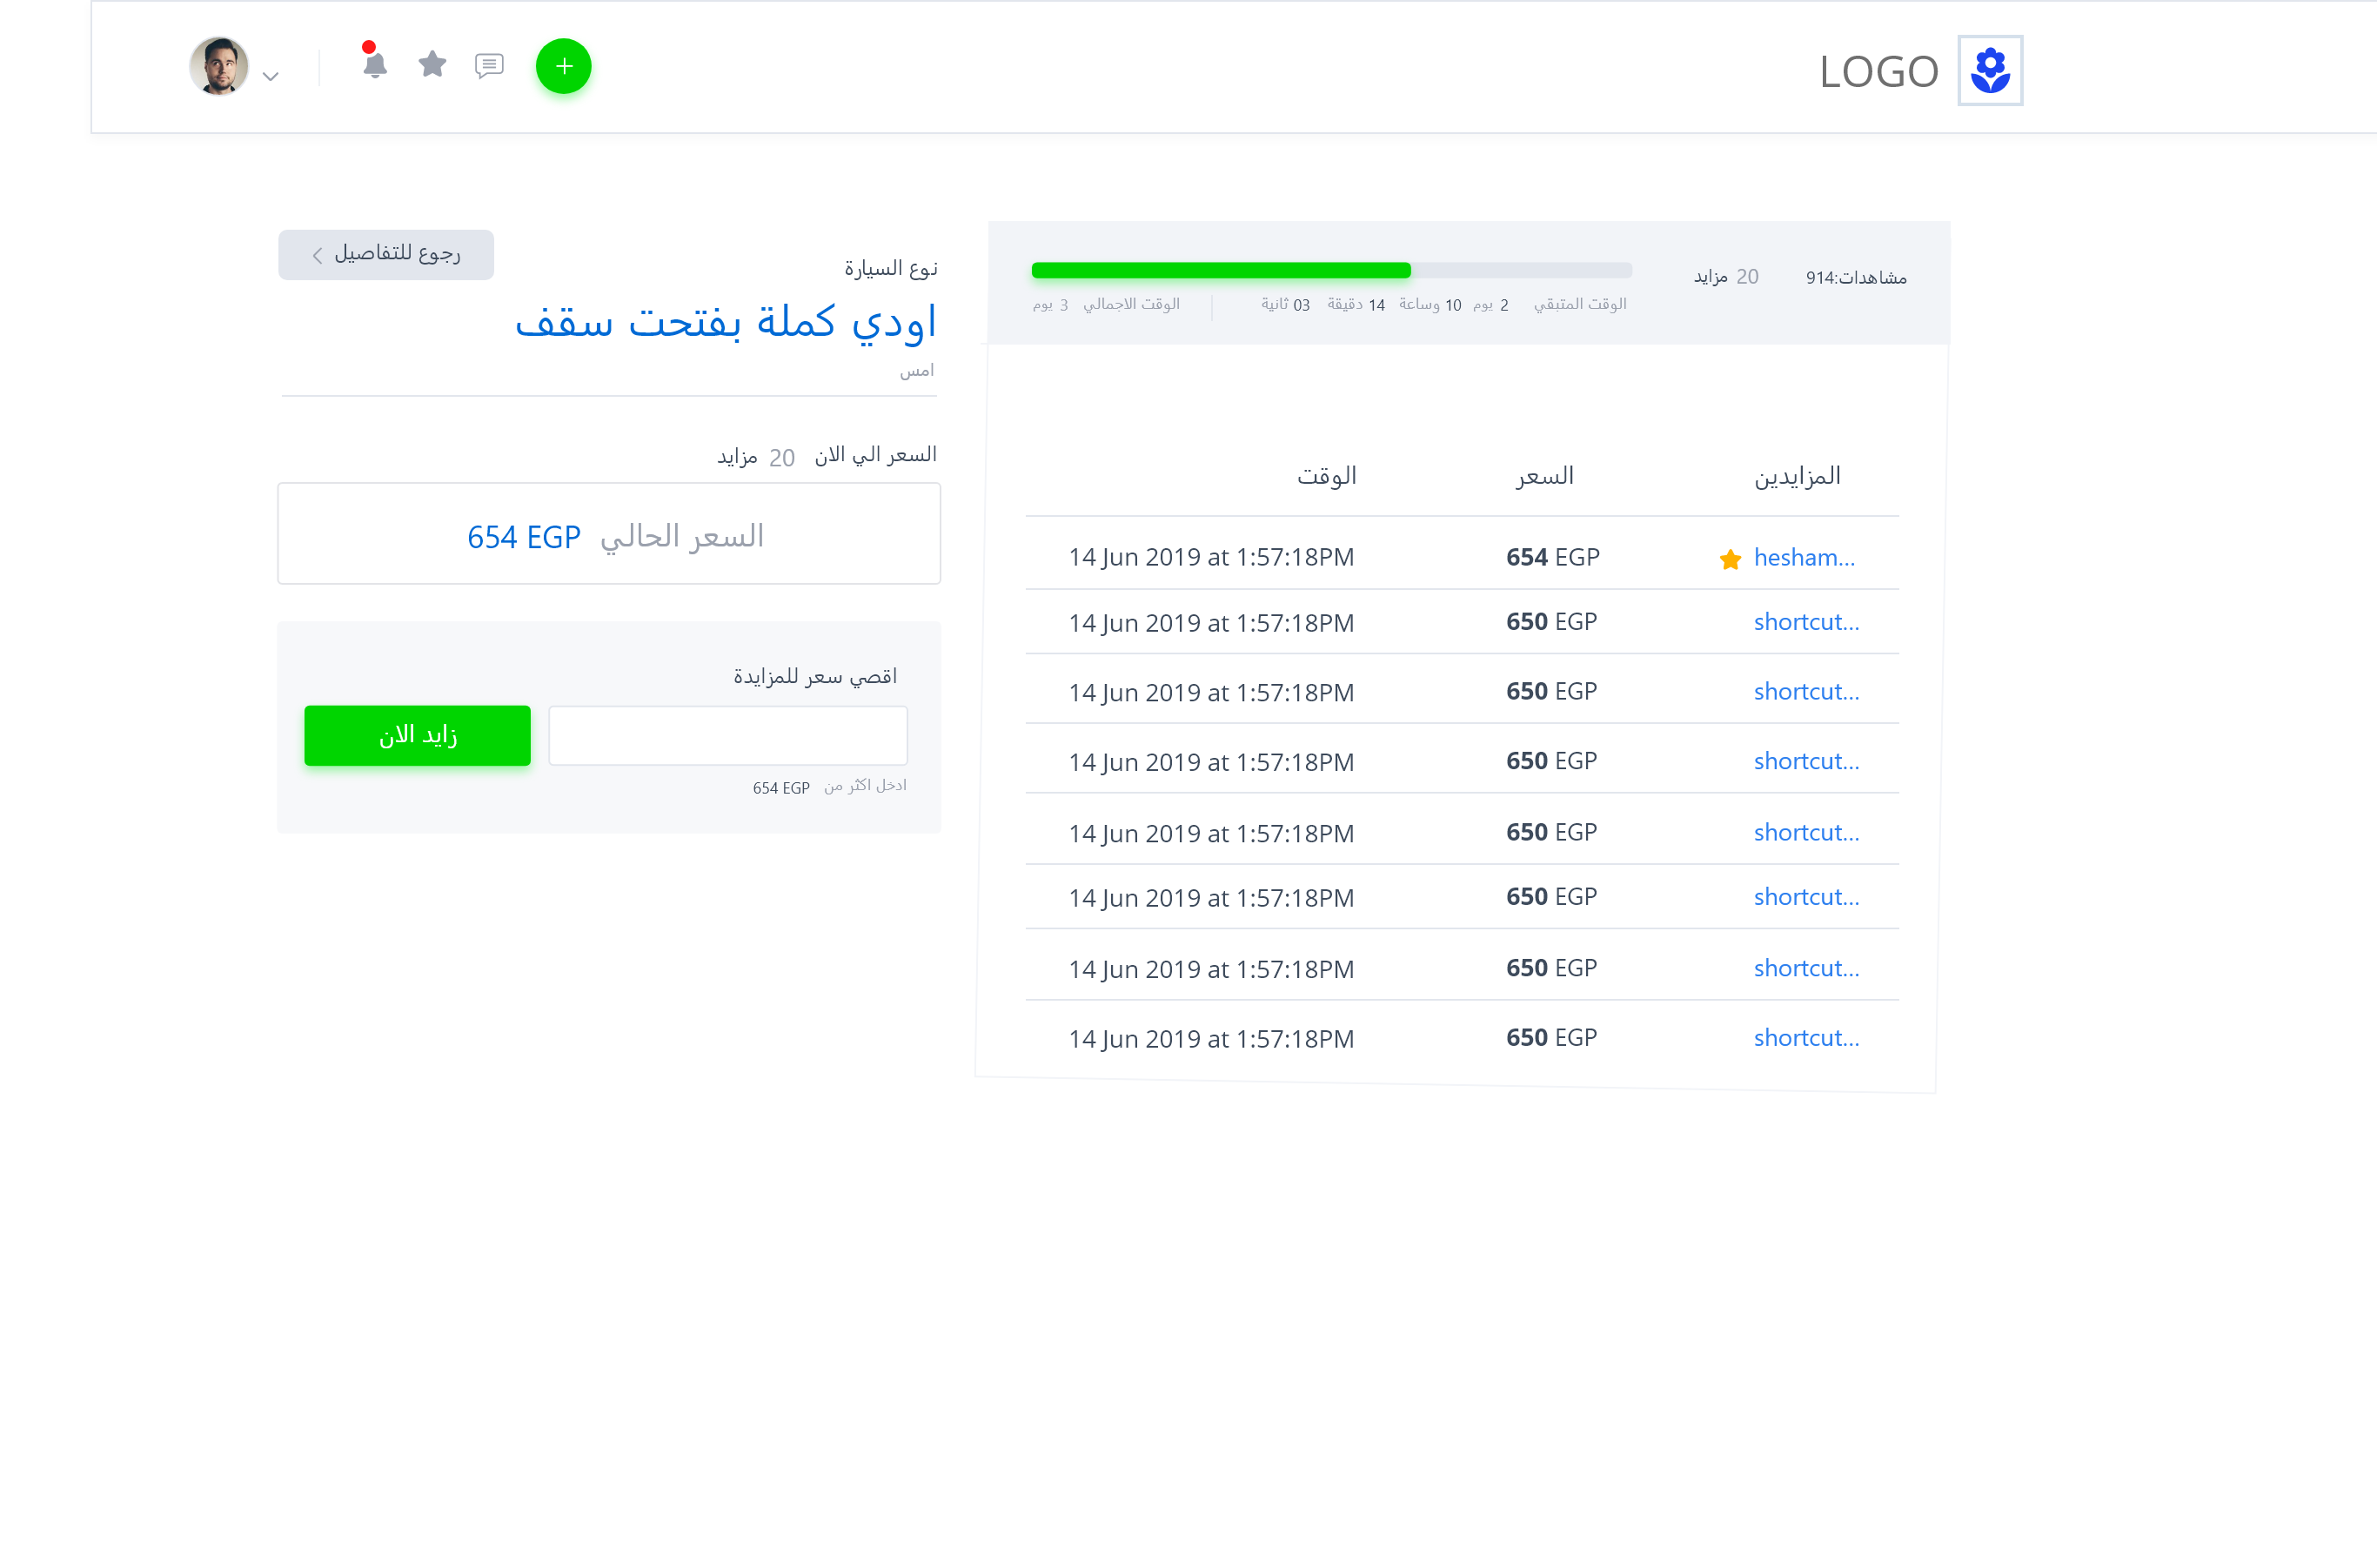 LOGO
مشاهدات:914
20 مزايد
الوقت المتبقي 2 يوم 10 وساعة 14 دقيقة 03 ثانية
الوقت الاجمالي 3 يوم
المزايدين السعر الوقت
hesham... 654 EGP 14 Jun 2019 at 1:57:18PM
shortcut... 650 EGP 14 Jun 2019 at 1:57:18PM
shortcut... 650 EGP 14 Jun 2019 at 1:57:18PM
shortcut... 650 EGP 14 Jun 2019 at 1:57:18PM
shortcut... 650 EGP 14 Jun 2019 at 1:57:18PM
shortcut... 650 EGP 14 Jun 2019 at 1:57:18PM
shortcut... 650 EGP 14 Jun 2019 at 1:57:18PM
shortcut... 650 EGP 14 Jun 2019 at 1:57:18PM
رجوع للتفاصيل
نوع السيارة
اودي كملة بفتحت سقف
امس
السعر الي الان 20 مزايد
السعر الحالي 654 EGP
اقصي سعر للمزايدة
زايد الان
ادخل اكثر من 654 EGP